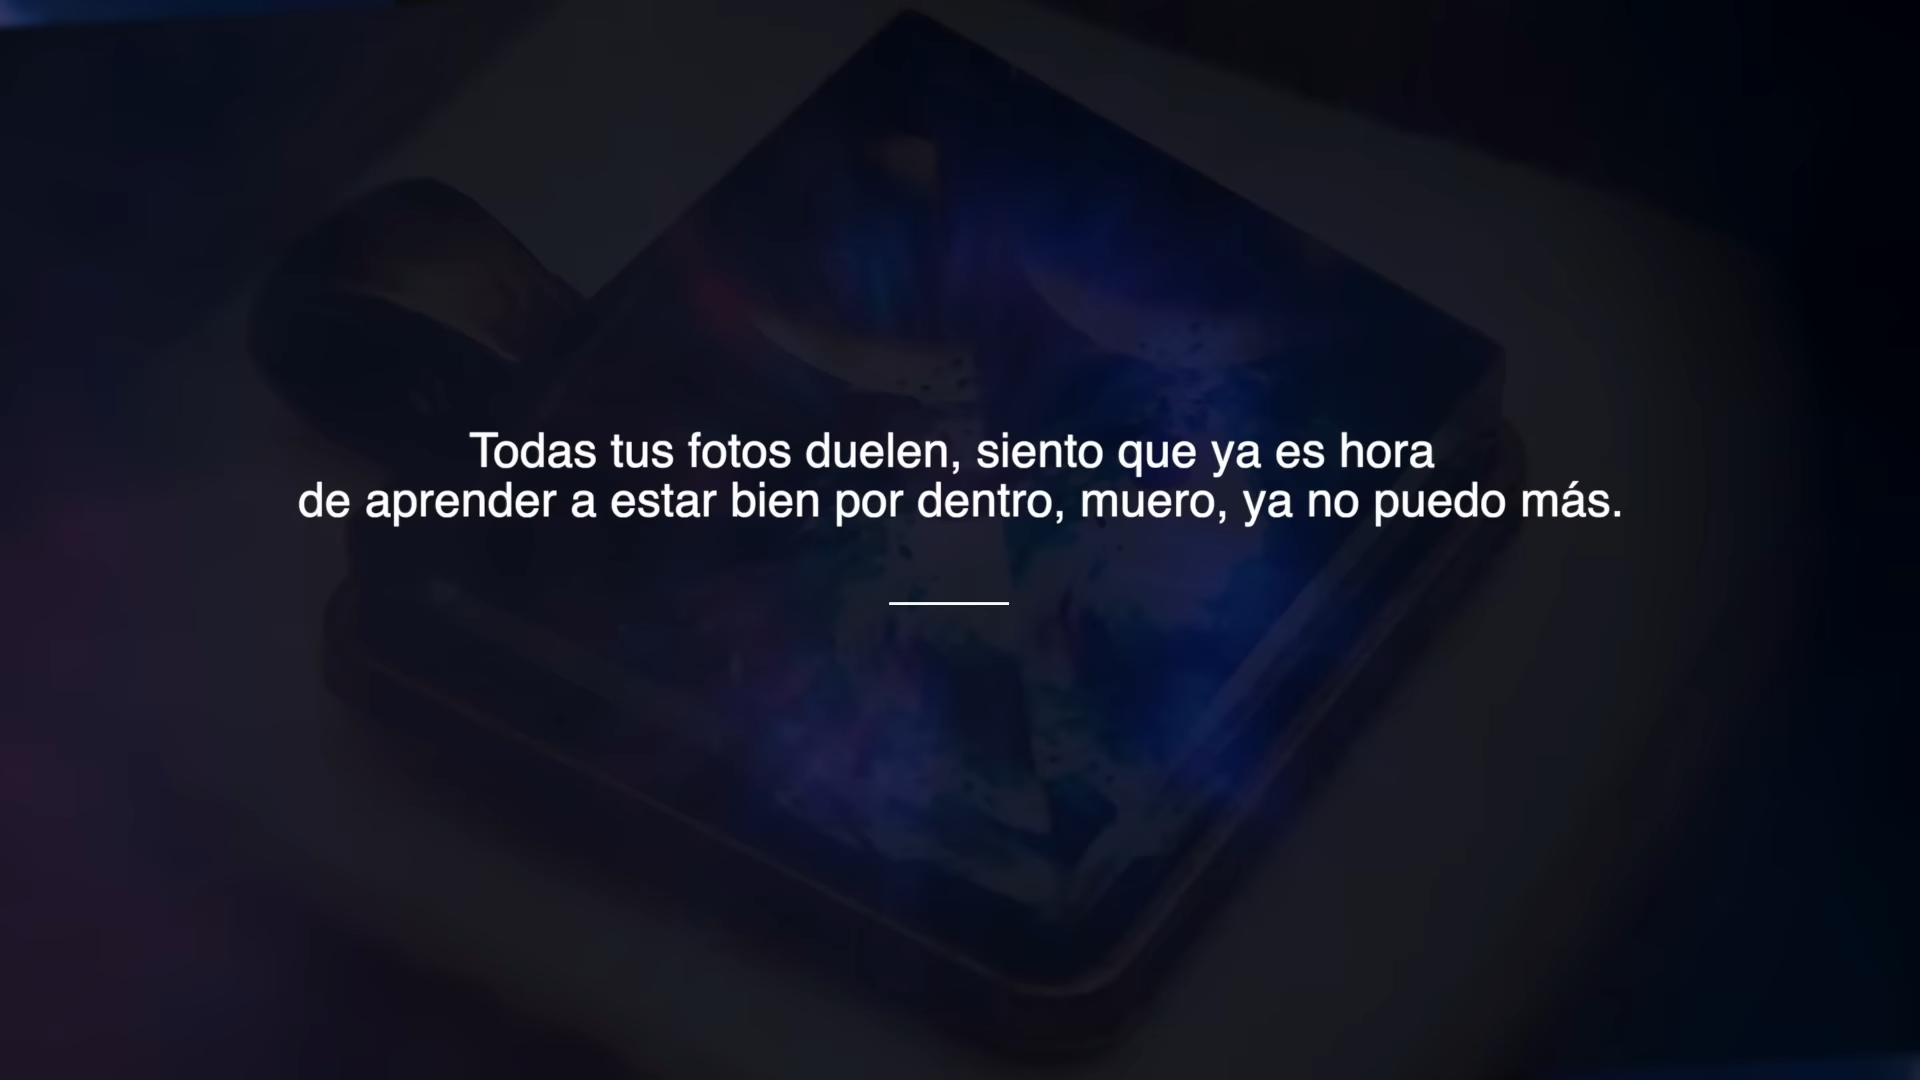 Todas tus fotos duelen, siento que ya es hora
de aprender a estar bien por dentro, muero, ya no puedo más.